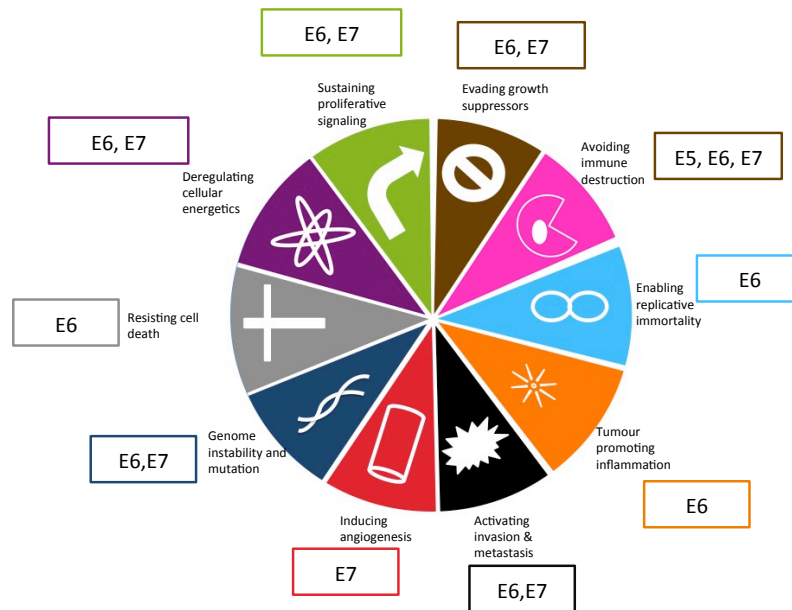 E6, E7
Sustaining
proliferative
signaling
E6, E7
Evading growth
suppressors
E5, E6, E7
Avoiding
immune
destruction
E6
Enabling
replicative
immortality
Tumour
promoting
inflammation
E6
Activating
invasion &
metastasis
E6,E7
Inducing
angiogenesis
E7
Genome
instability and
mutation
E6,E7
Resisting cell
death
E6
Deregulating
cellular
energetics
E6, E7